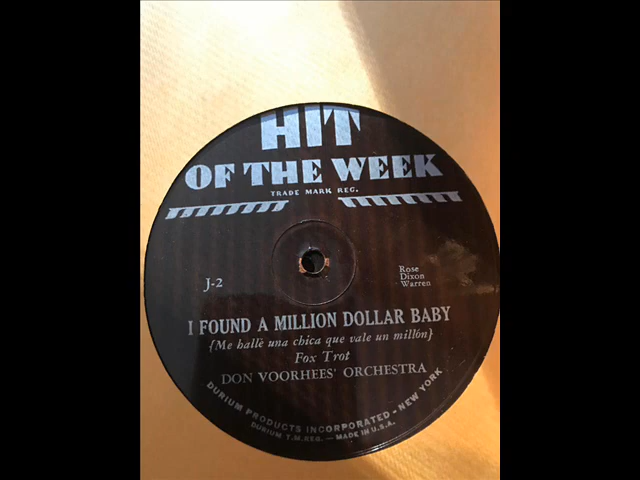 HIT
OF THE WEEK
TRADE MARK REG.
J-2
Rose
Dixon
Warren
I FOUND A MILLION DOLLAR BABY
{Me hallé una chica que vale un millón}
Fox Trot
DON VOORHEES' ORCHESTRA
DURIUM PRODUCTS INCORPORATED - NEW YORK
DURIUM T.M.REG. - MADE IN U.S.A.